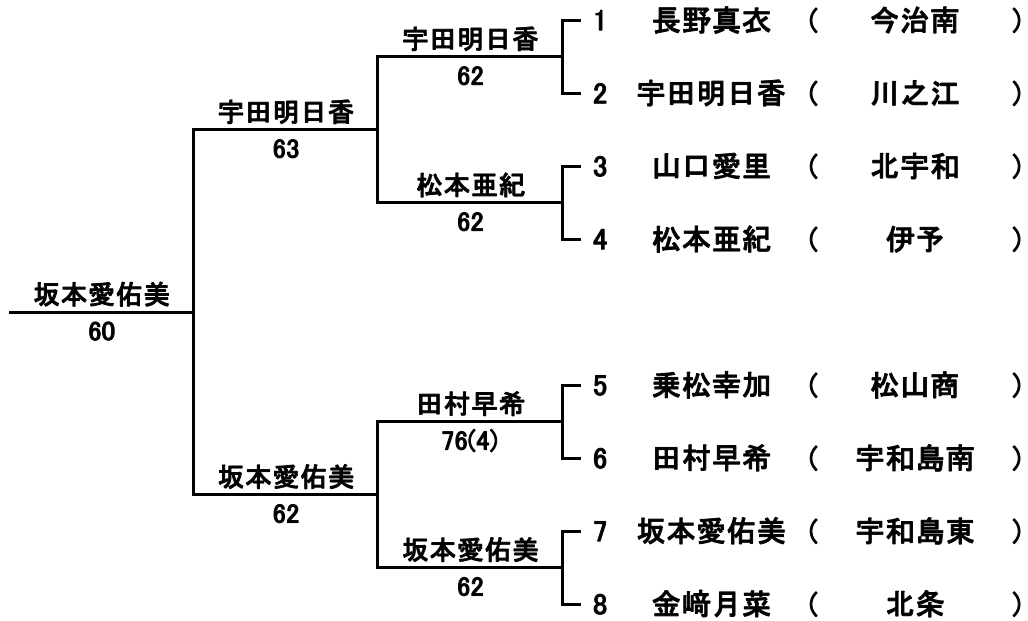 1 長野真衣 ( 今治南 )
宇田明日香
62
2 宇田明日香 ( 川之江 )
宇田明日香
63
3 山口愛里 ( 北宇和 )
松本亜紀
62
4 松本亜紀 ( 伊予 )
坂本愛佑美
60
5 乗松幸加 ( 松山商 )
田村早希
76(4)
6 田村早希 ( 宇和島南 )
坂本愛佑美
62
7 坂本愛佑美 ( 宇和島東 )
坂本愛佑美
62
8 金﨑月菜 ( 北条 )